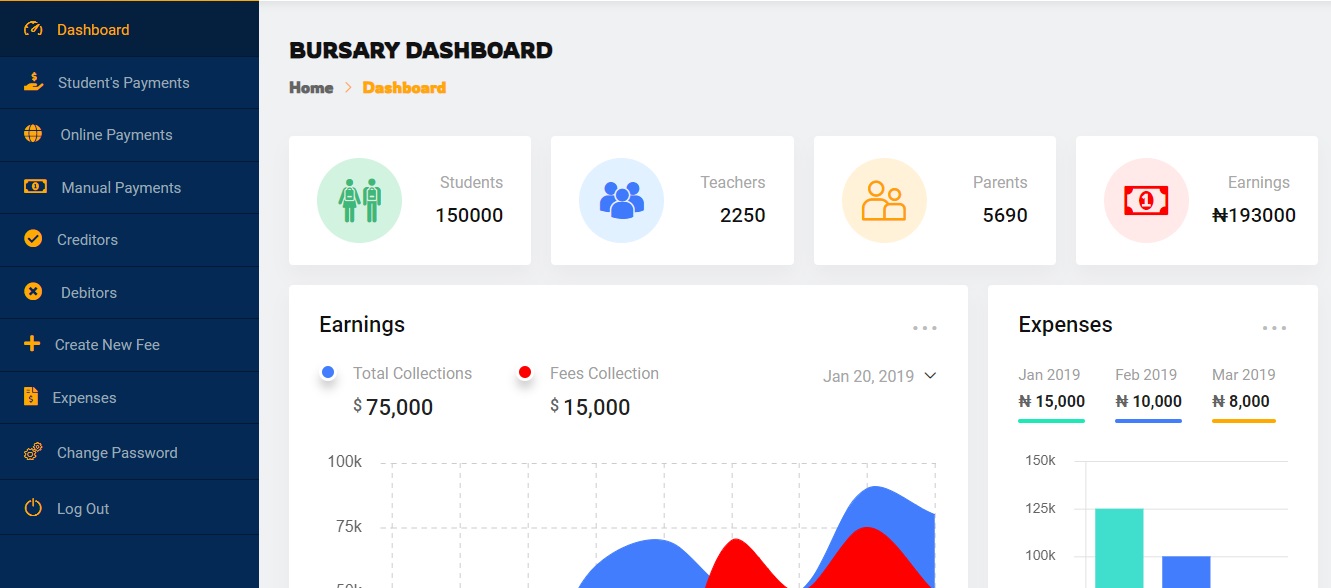 Dashboard
Student's Payments
Online Payments
Manual Payments
Creditors
Debitors
Create New Fee
Expenses
Change Password
Log Out
BURSARY DASHBOARD
Home > Dashboard
Students
150000
Teachers
2250
Parents
5690
Earnings
₦193000
Earnings
Total Collections
$ 75,000
Fees Collection
$ 15,000
Jan 20, 2019
100k
75k
Expenses
Jan 2019
₦ 15,000
Feb 2019
₦ 10,000
Mar 2019
₦ 8,000
150k
125k
100k